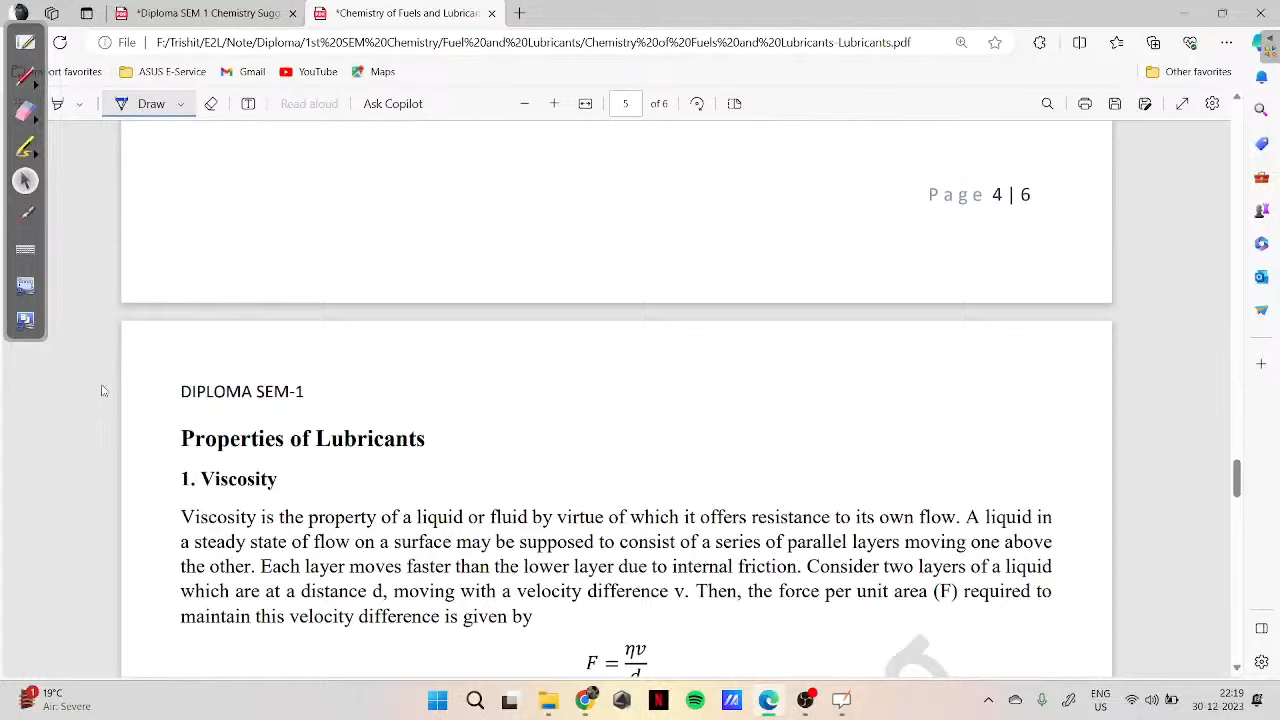 *Diploma SEM 1 Chemistry Sugg
*Chemistry of Fuels and Lubrican
File
F:/Trishit/E2L/Note/Diploma/1st%20SEM%20Chemistry/Fuel%20and%20Lubricants/Chemistry%20of%20Fuels%20and%20Lubricants-Lubricants.pdf
Import favorites
ASUS E-Service
Gmail
YouTube
Maps
Other favorites
Draw
Read aloud
Ask Copilot
5 of 6
Page 4 | 6
DIPLOMA SEM-1
Properties of Lubricants
1. Viscosity
Viscosity is the property of a liquid or fluid by virtue of which it offers resistance to its own flow. A liquid in
a steady state of flow on a surface may be supposed to consist of a series of parallel layers moving one above
the other. Each layer moves faster than the lower layer due to internal friction. Consider two layers of a liquid
which are at a distance d, moving with a velocity difference v. Then, the force per unit area (F) required to
maintain this velocity difference is given by
F = ηv/d
19°C
Air: Severe
ENG
US
22:19
30-12-2022